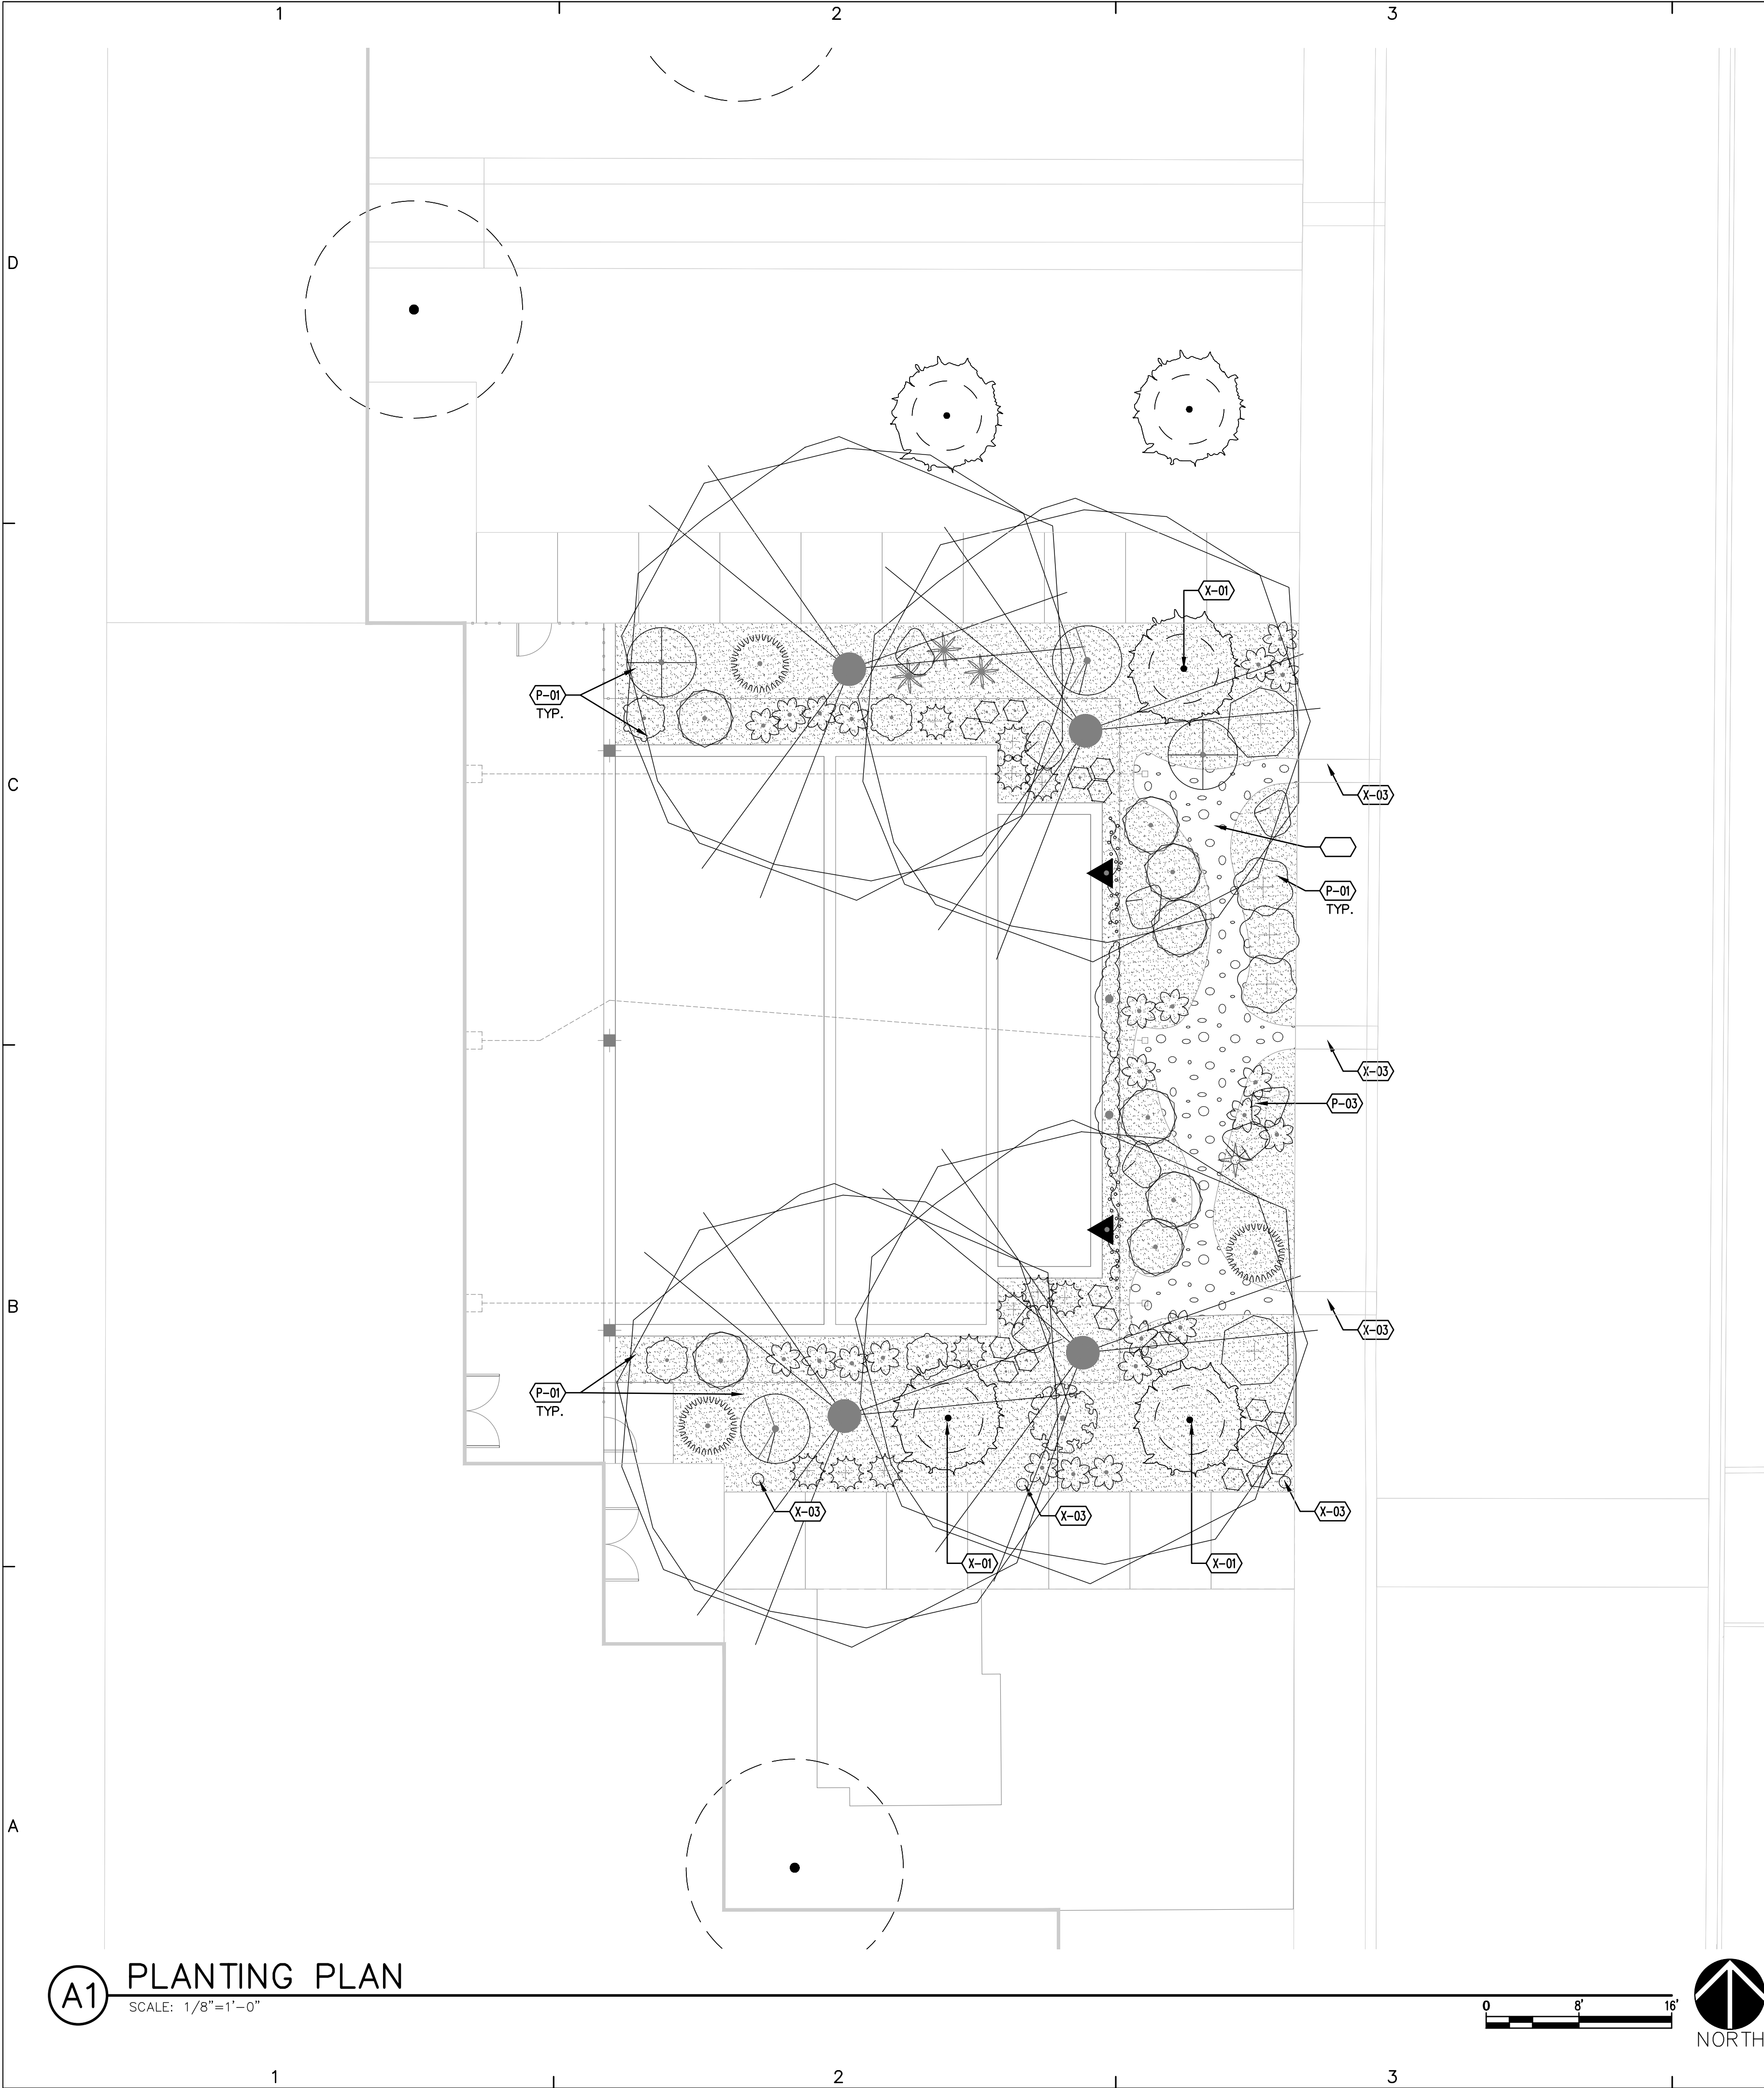 1 2 3
D
X-01
P-01
TYP.
C
X-03
P-01
TYP.
X-03
P-03
B
X-03
P-01
TYP.
X-03
X-03
X-03
X-01
X-01
A
A1
PLANTING PLAN
SCALE: 1/8"=1'-0"
0 8' 16'
NORTH
1 2 3